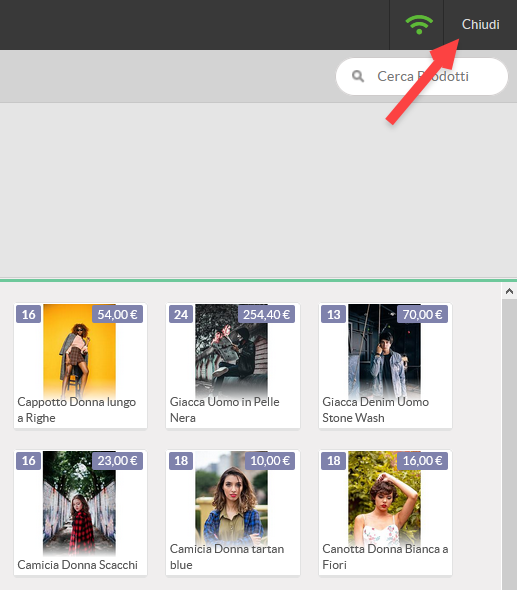 Chiudi
Cerca Prodotti
16 54,00 €
24 254,40 €
13 70,00 €
Cappotto Donna lungo
a Righe
Giacca Uomo in Pelle
Nera
Giacca Denim Uomo
Stone Wash
16 23,00 €
18 10,00 €
18 16,00 €
Camicia Donna Scacchi
Camicia Donna tartan
blue
Canotta Donna Bianca a
Fiori